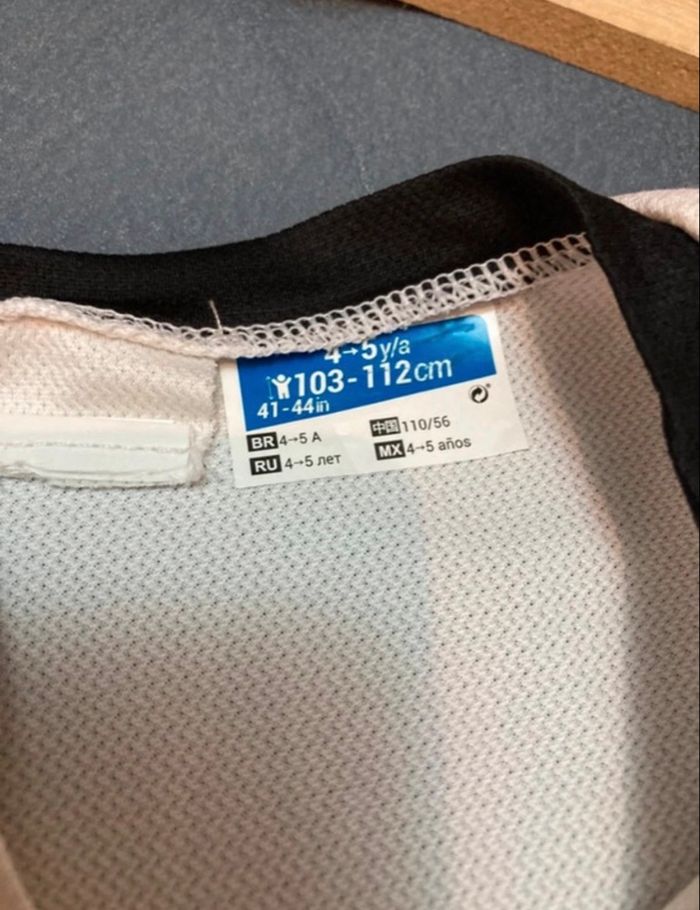 4→5y/a
103-112cm
41-44in
BR 4→5 A
中国 110/56
RU 4→5 лет
MX 4→5 años